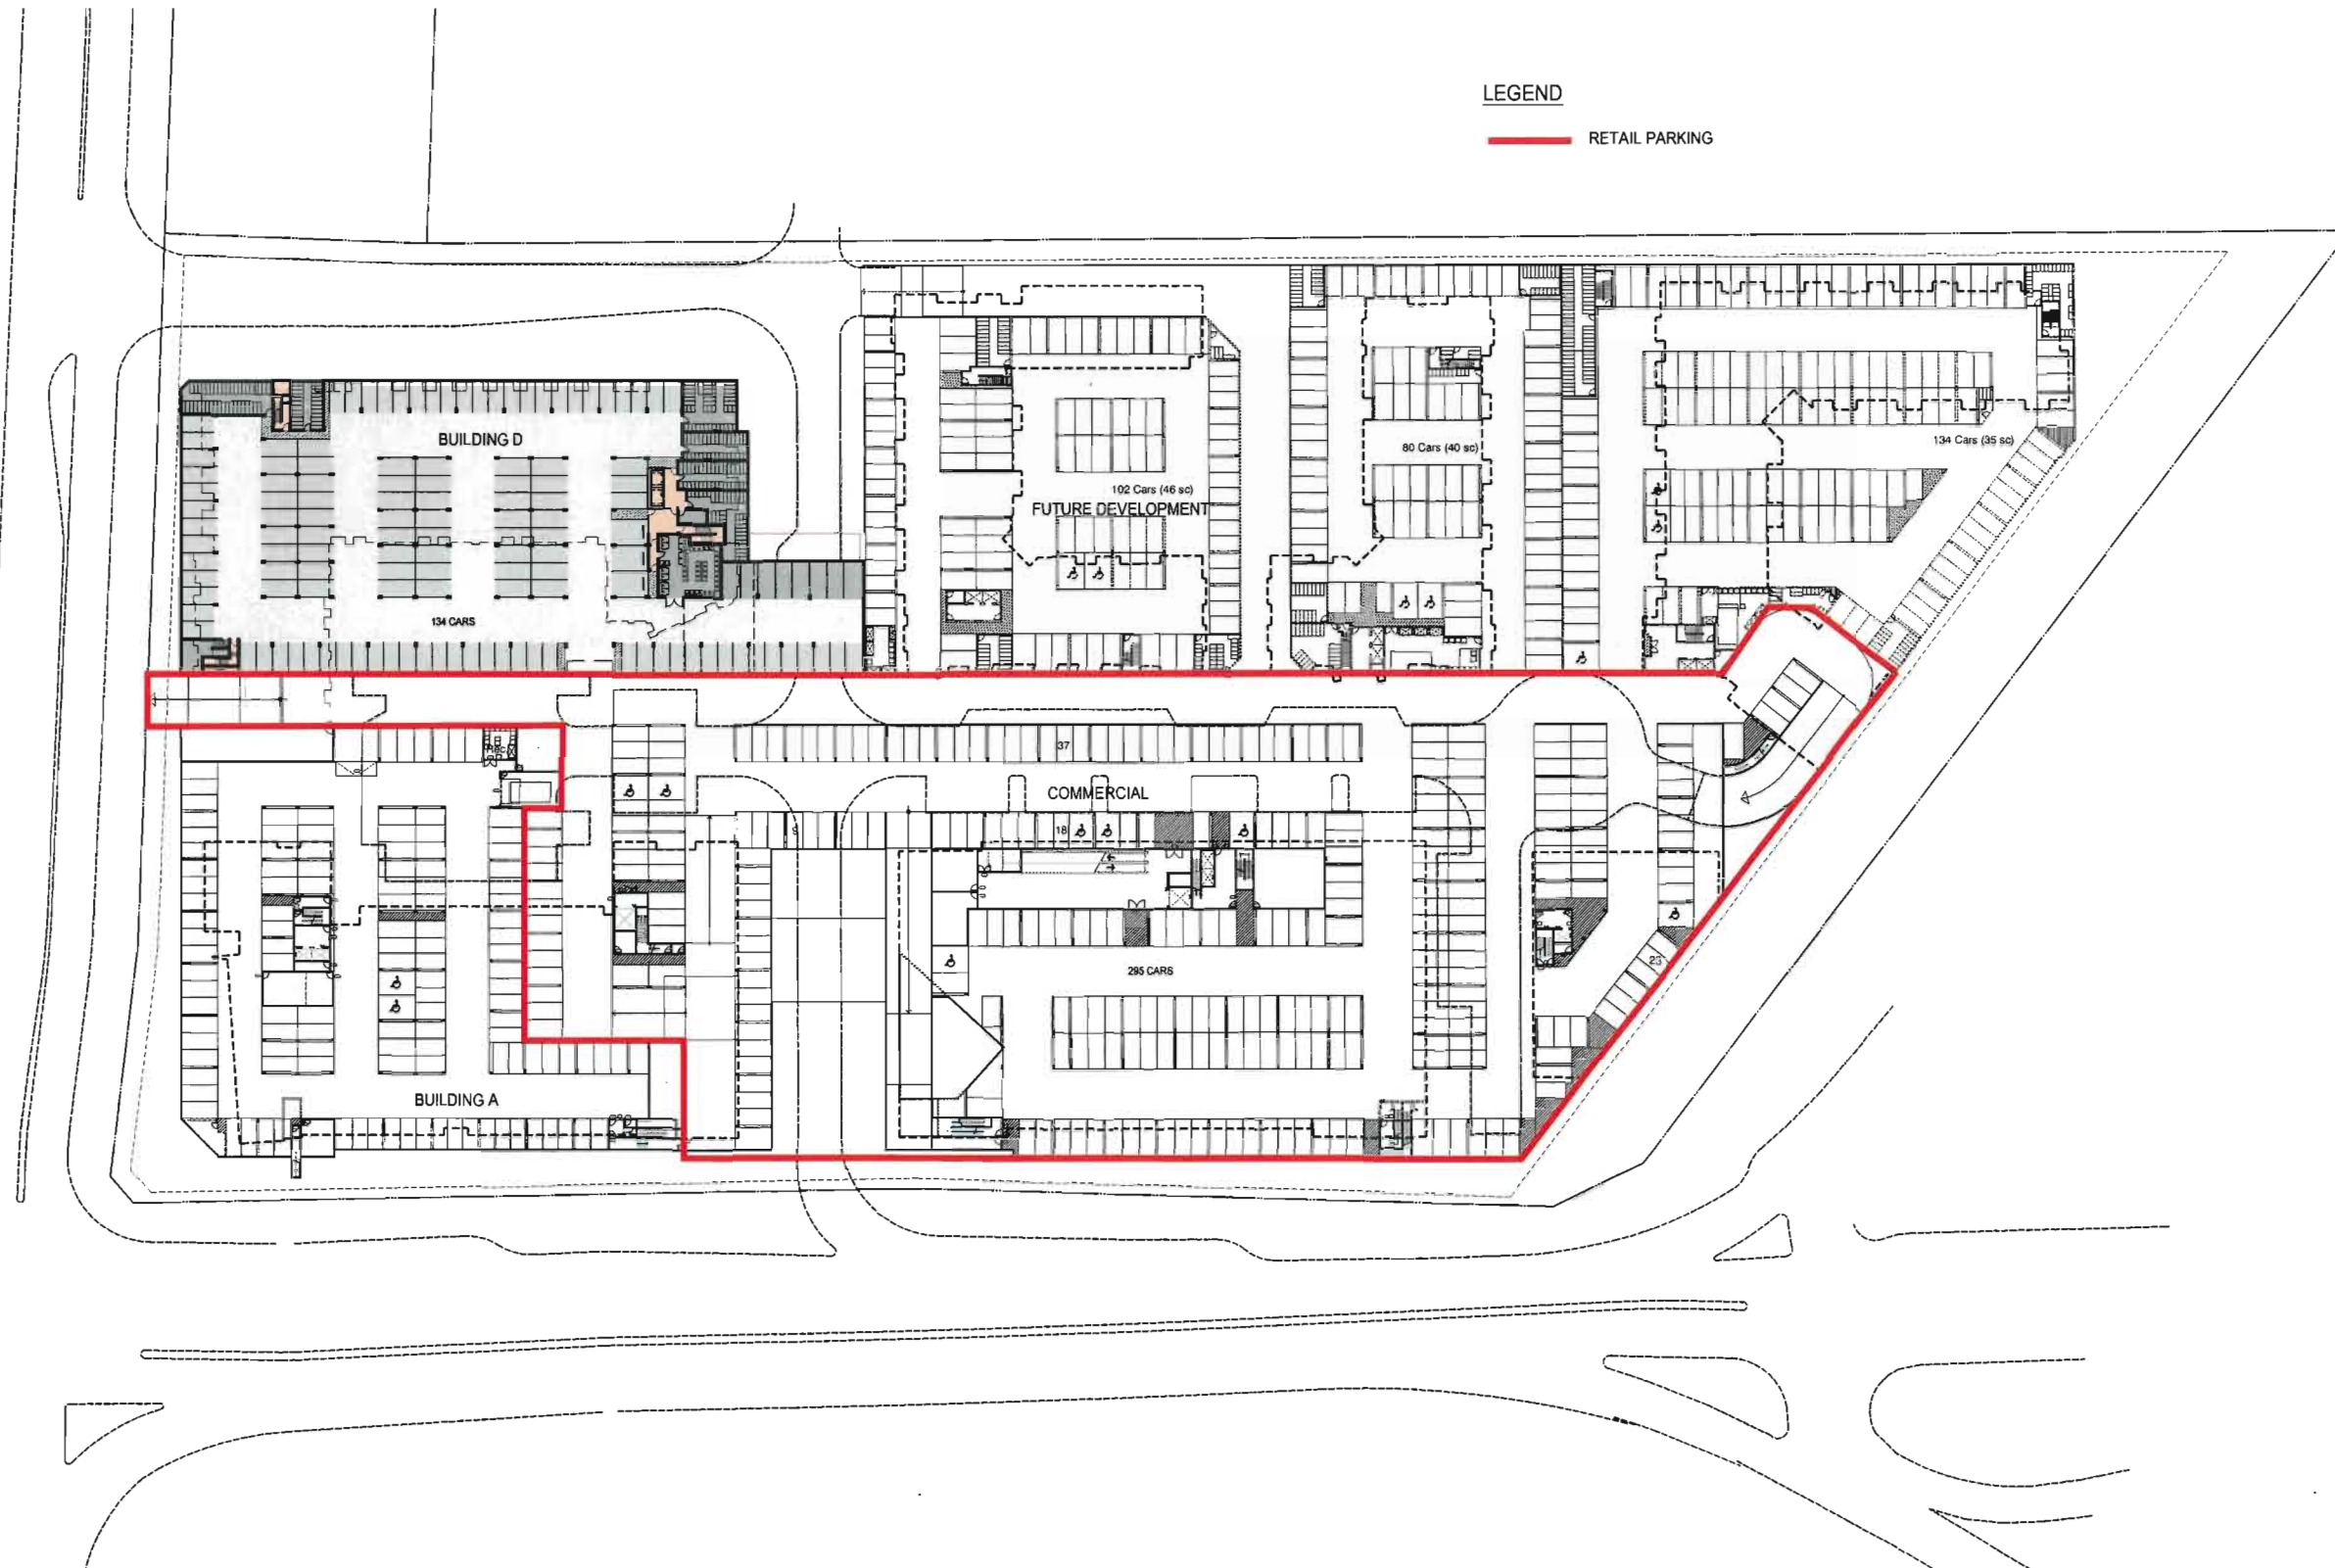 LEGEND
RETAIL PARKING
BUILDING D
134 Cars (35 sc)
80 Cars (40 sc)
102 Cars (46 sc)
FUTURE DEVELOPMENT
134 CARS
37
COMMERCIAL
9
18
23
295 CARS
BUILDING A